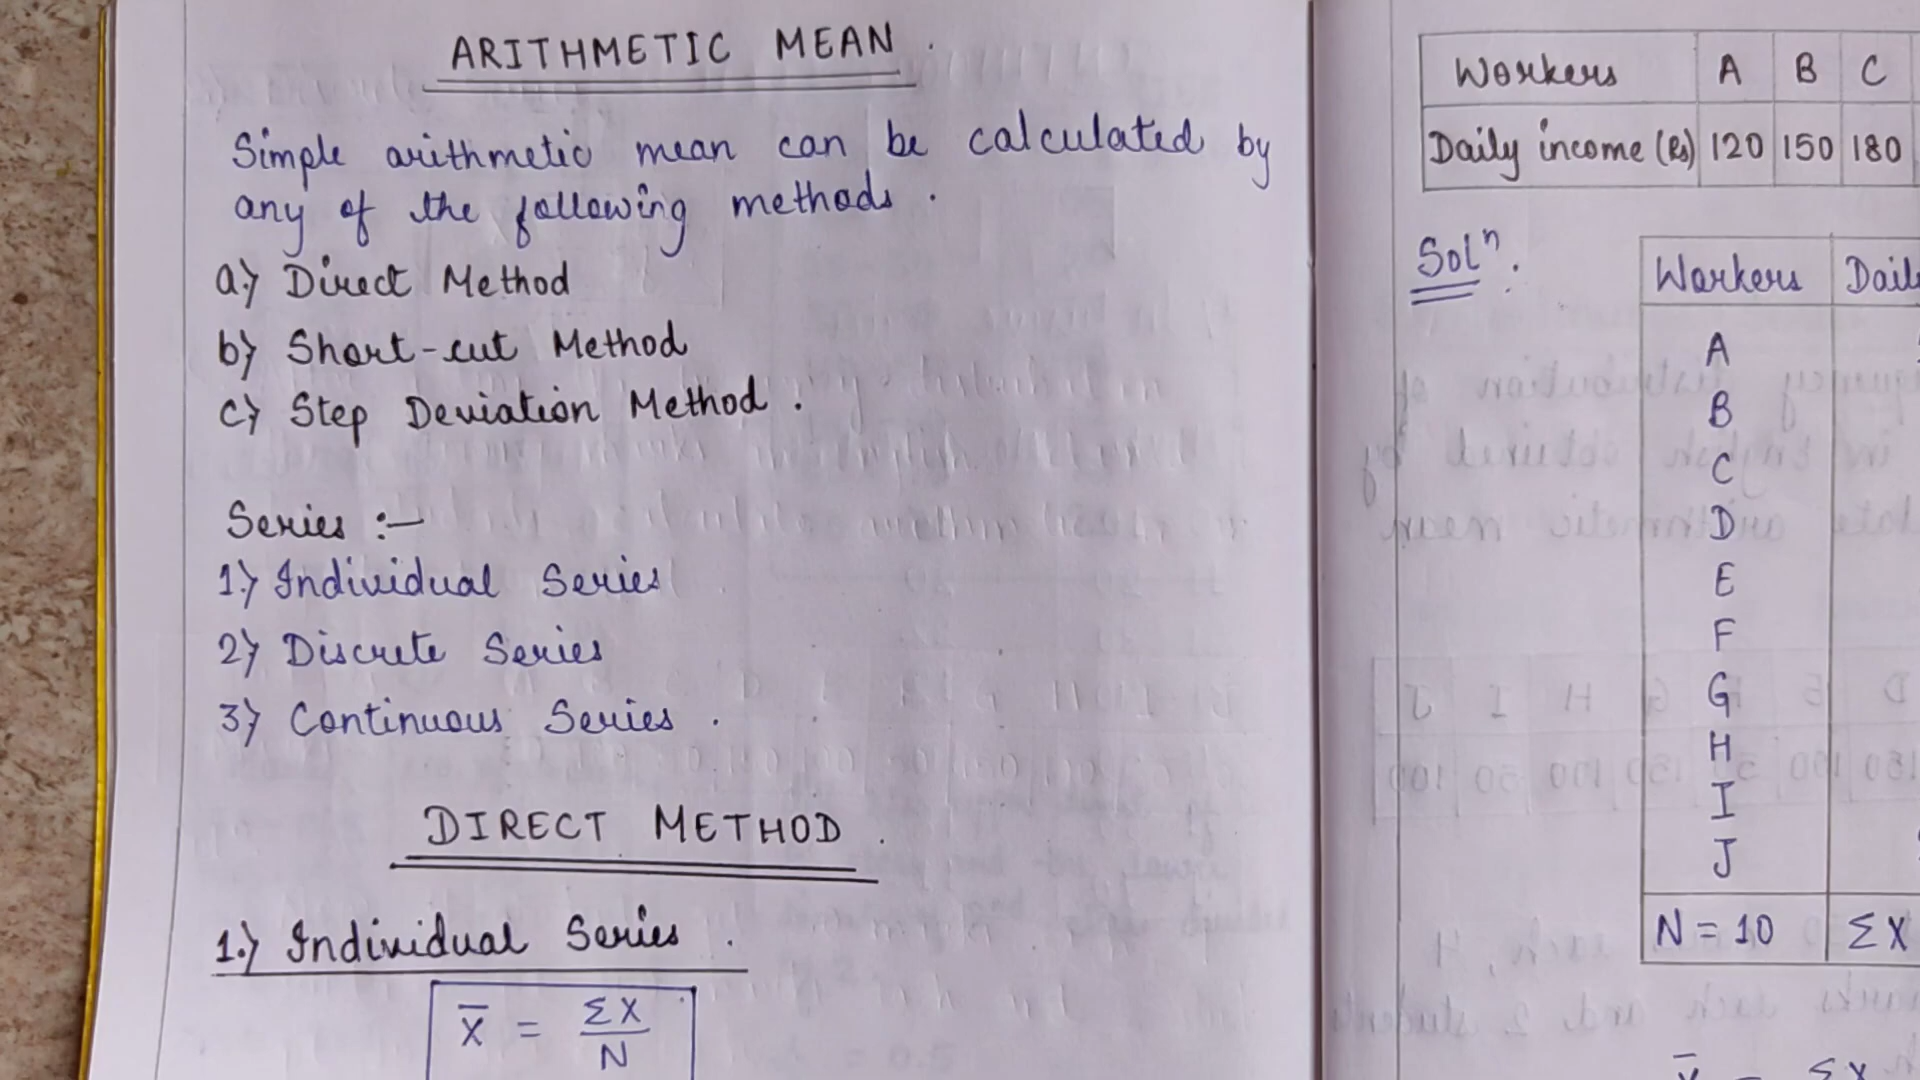 ARITHMETIC MEAN.
Simple arithmetic mean can be calculated by
any of the following methods.
a) Direct Method
b) Short-cut Method
c) Step Deviation Method.
Series :-
1) Individual Series
2) Discrete Series
3) Continuous Series.
DIRECT METHOD.
1.) Individual Series.
X̄ = ΣX / N
Workers A B C
Daily income (Rs) 120 150 180
Solⁿ.
Workers Daily
A
B
C
D
E
F
G
H
I
J
N = 10 ΣX